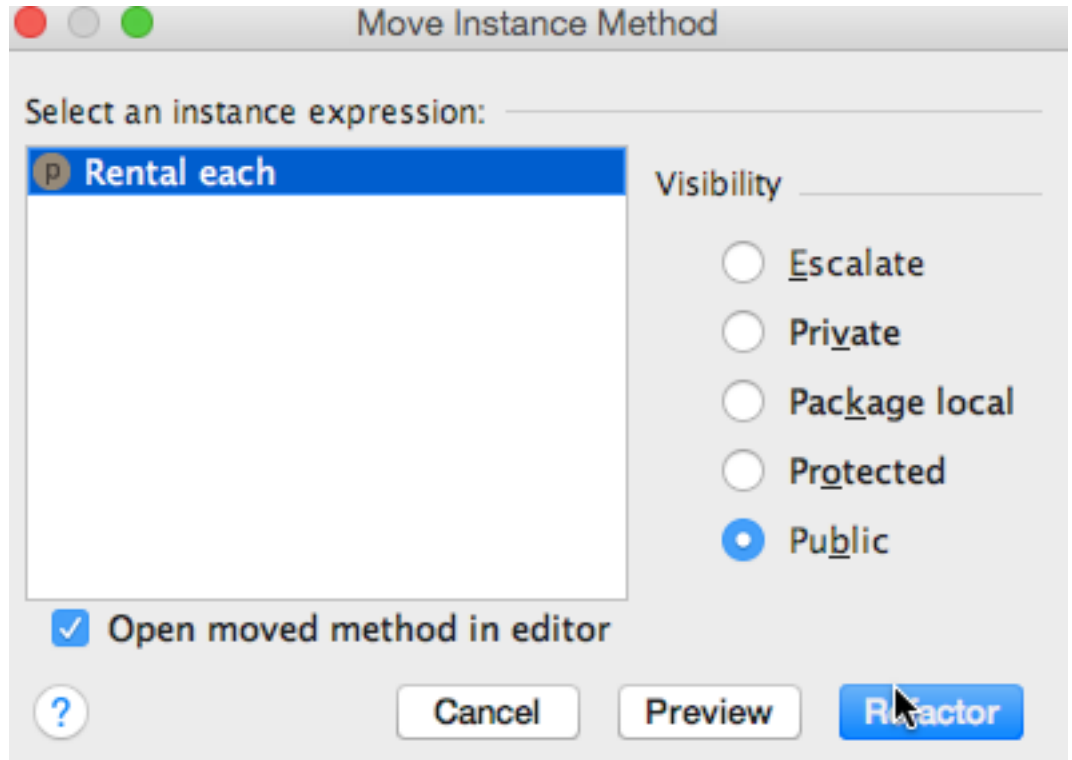 Move Instance Method
Select an instance expression:
p Rental each
Visibility
Escalate
Private
Package local
Protected
Public
Open moved method in editor
? Cancel Preview Refactor